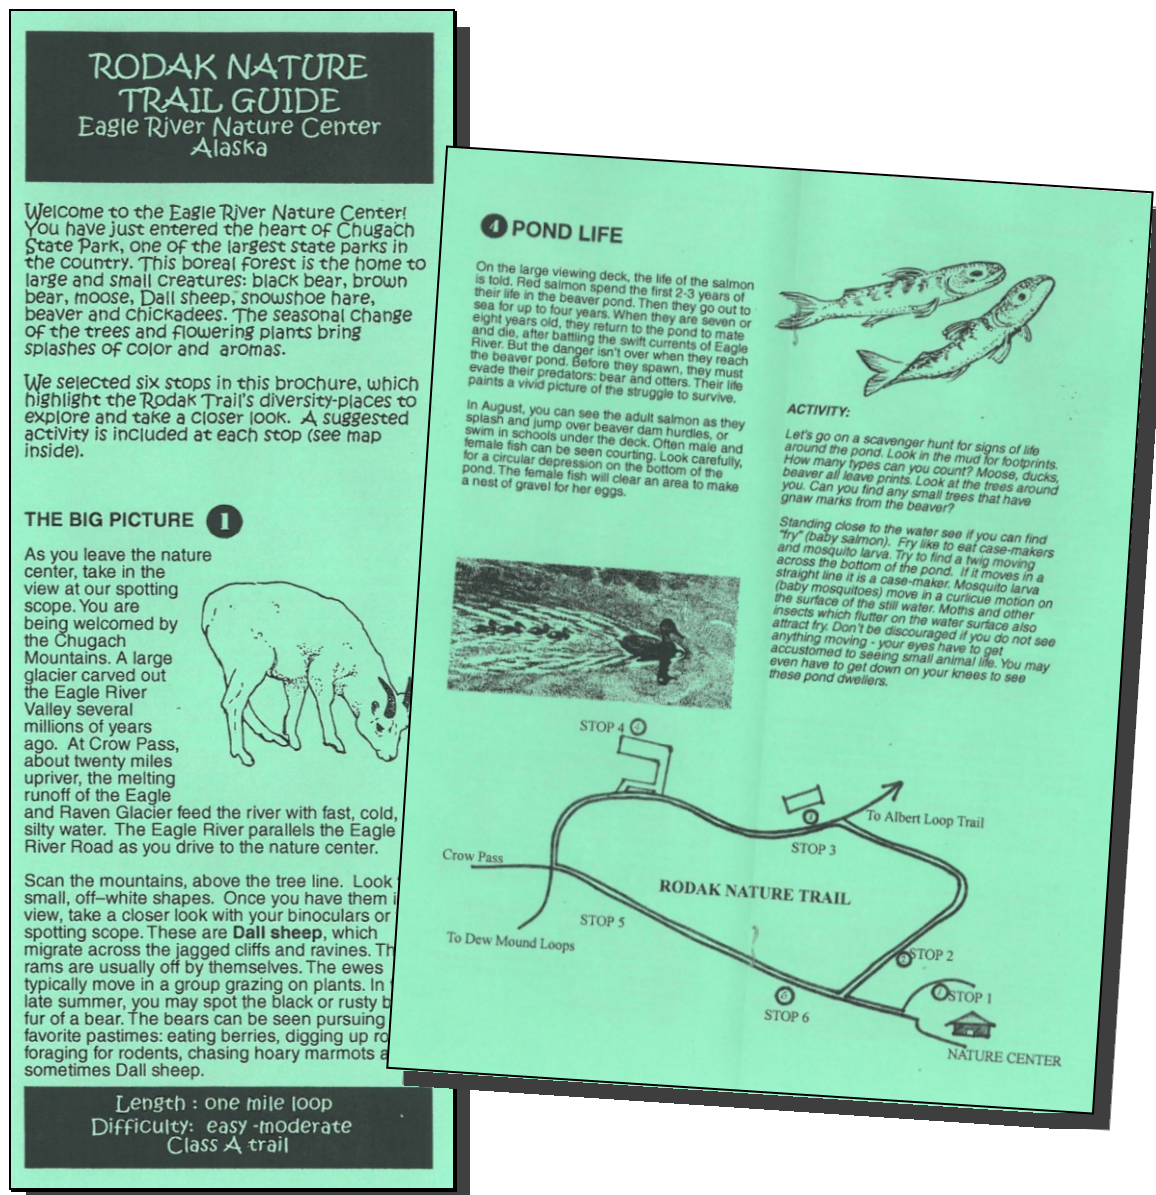 RODAK NATURE
TRAIL GUIDE
Eagle River Nature Center
Alaska
Welcome to the Eagle River Nature Center!
You have just entered the heart of Chugach
State Park, one of the largest state parks in
the country. This boreal forest is the home to
large and small creatures: black bear, brown
bear, moose, Dall sheep, snowshoe hare,
beaver and chickadees. The seasonal change
of the trees and flowering plants bring
splashes of color and aromas.
We selected six stops in this brochure, which
highlight the Rodak Trail's diversity-places to
explore and take a closer look. A suggested
activity is included at each stop (see map
inside).
THE BIG PICTURE 1
As you leave the nature
center, take in the
view at our spotting
scope. You are
being welcomed by
the Chugach
Mountains. A large
glacier carved out
the Eagle River
Valley several
millions of years
ago. At Crow Pass,
about twenty miles
upriver, the melting
runoff of the Eagle
and Raven Glacier feed the river with fast, cold,
silty water. The Eagle River parallels the Eagle
River Road as you drive to the nature center.
Scan the mountains, above the tree line. Look
small, off–white shapes. Once you have them i
view, take a closer look with your binoculars or
spotting scope. These are Dall sheep, which
migrate across the jagged cliffs and ravines. Th
rams are usually off by themselves. The ewes
typically move in a group grazing on plants. In
late summer, you may spot the black or rusty b
fur of a bear. The bears can be seen pursuing
favorite pastimes: eating berries, digging up ro
foraging for rodents, chasing hoary marmots a
sometimes Dall sheep.
Length : one mile loop
Difficulty: easy -moderate
Class A trail
4 POND LIFE
On the large viewing deck, the life of the salmon
is told. Red salmon spend the first 2-3 years of
their life in the beaver pond. Then they go out to
sea for up to four years. When they are seven or
eight years old, they return to the pond to mate
and die, after battling the swift currents of Eagle
River. But the danger isn't over when they reach
the beaver pond. Before they spawn, they must
evade their predators: bear and otters. Their life
paints a vivid picture of the struggle to survive.
In August, you can see the adult salmon as they
splash and jump over beaver dam hurdles, or
swim in schools under the deck. Often male and
female fish can be seen courting. Look carefully,
for a circular depression on the bottom of the
pond. The female fish will clear an area to make
a nest of gravel for her eggs.
ACTIVITY:
Let's go on a scavenger hunt for signs of life
around the pond. Look in the mud for footprints.
How many types can you count? Moose, ducks,
beaver all leave prints. Look at the trees around
you. Can you find any small trees that have
gnaw marks from the beaver?
Standing close to the water see if you can find
"fry" (baby salmon). Fry like to eat case-makers
and mosquito larva. Try to find a twig moving
across the bottom of the pond. If it moves in a
straight line it is a case-maker. Mosquito larva
(baby mosquitoes) move in a curlicue motion on
the surface of the still water. Moths and other
insects which flutter on the water surface also
attract fry. Don't be discouraged if you do not see
anything moving - your eyes have to get
accustomed to seeing small animal life. You may
even have to get down on your knees to see
these pond dwellers.
STOP 4 4
To Albert Loop Trail
STOP 3
Crow Pass
RODAK NATURE TRAIL
STOP 5
To Dew Mound Loops
2 STOP 2
1 STOP 1
6
STOP 6
NATURE CENTER